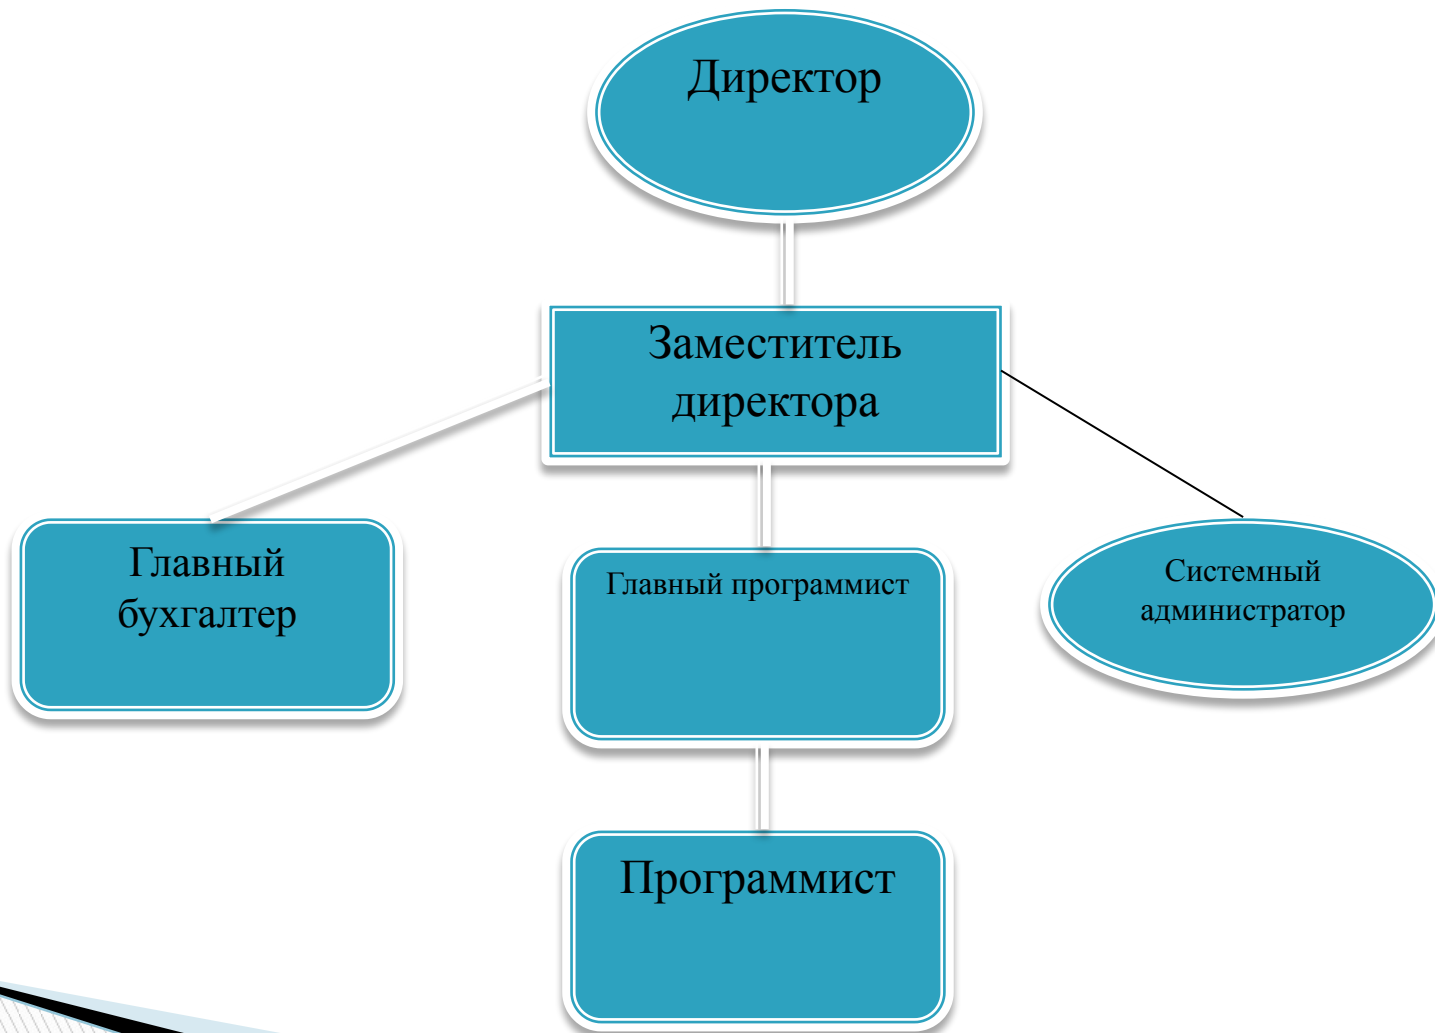 Директор
Заместитель
директора
Главный
бухгалтер
Главный программист
Системный
администратор
Программист